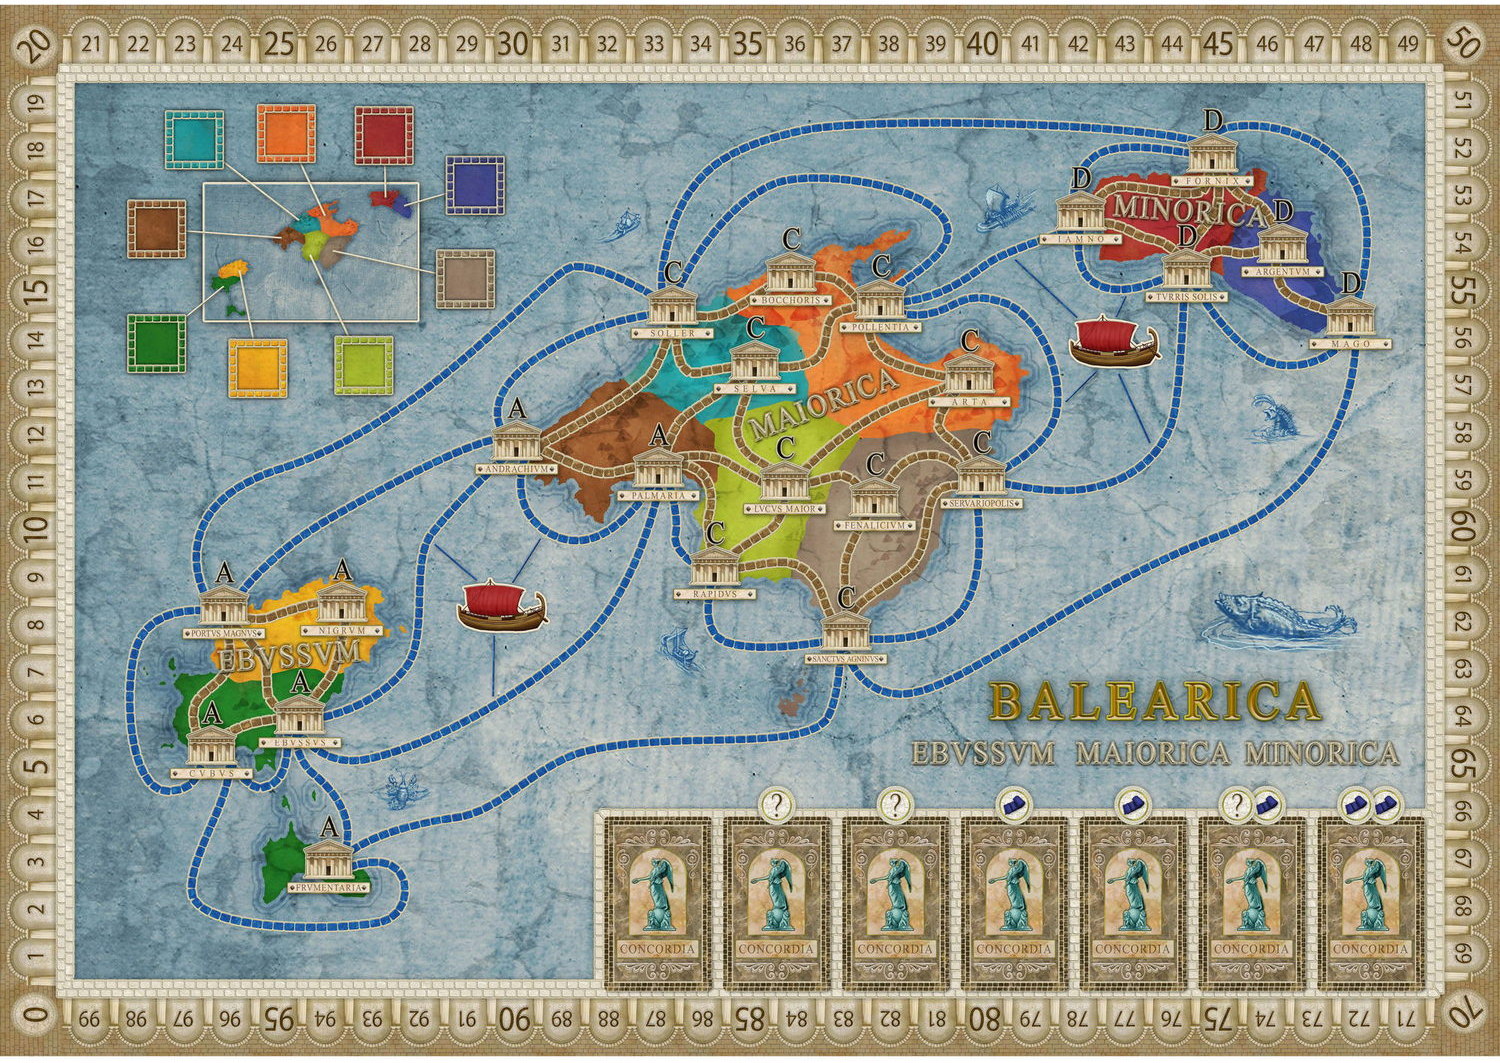 20 21 22 23 24 25 26 27 28 29 30 31 32 33 34 35 36 37 38 39 40 41 42 43 44 45 46 47 48 49 50
19
18
17
16
15
14
13
12
11
10
9
8
7
6
5
4
3
2
1
0
51
52
53
54
55
56
57
58
59
60
61
62
63
64
65
66
67
68
69
70
D
FORNIX
D
IAMNO
MINORICA
D
ARGENTVM
D
TVRRIS SOLIS
D
MAGO
C
BOCCHORIS
C
SOLLER
C
POLLENTIA
C
SELVA
C
ARTA
MAIORICA
A
ANDRACHIVM
A
PALMARIA
C
LVCVS MAIOR
C
FENALICIVM
C
SERVARIOPOLIS
C
RAPIDVS
C
SANCTVS AGNINVS
A
PORTVS MAGNVS
A
NIGRVM
EBVSSVM
A
EBVSSVS
A
CVBVS
A
FRVMENTARIA
BALEARICA
EBVSSVM MAIORICA MINORICA
? ? ?
CONCORDIA CONCORDIA CONCORDIA CONCORDIA CONCORDIA CONCORDIA CONCORDIA
99 98 97 96 95 94 93 92 91 90 89 88 87 86 85 84 83 82 81 80 79 78 77 76 75 74 73 72 71